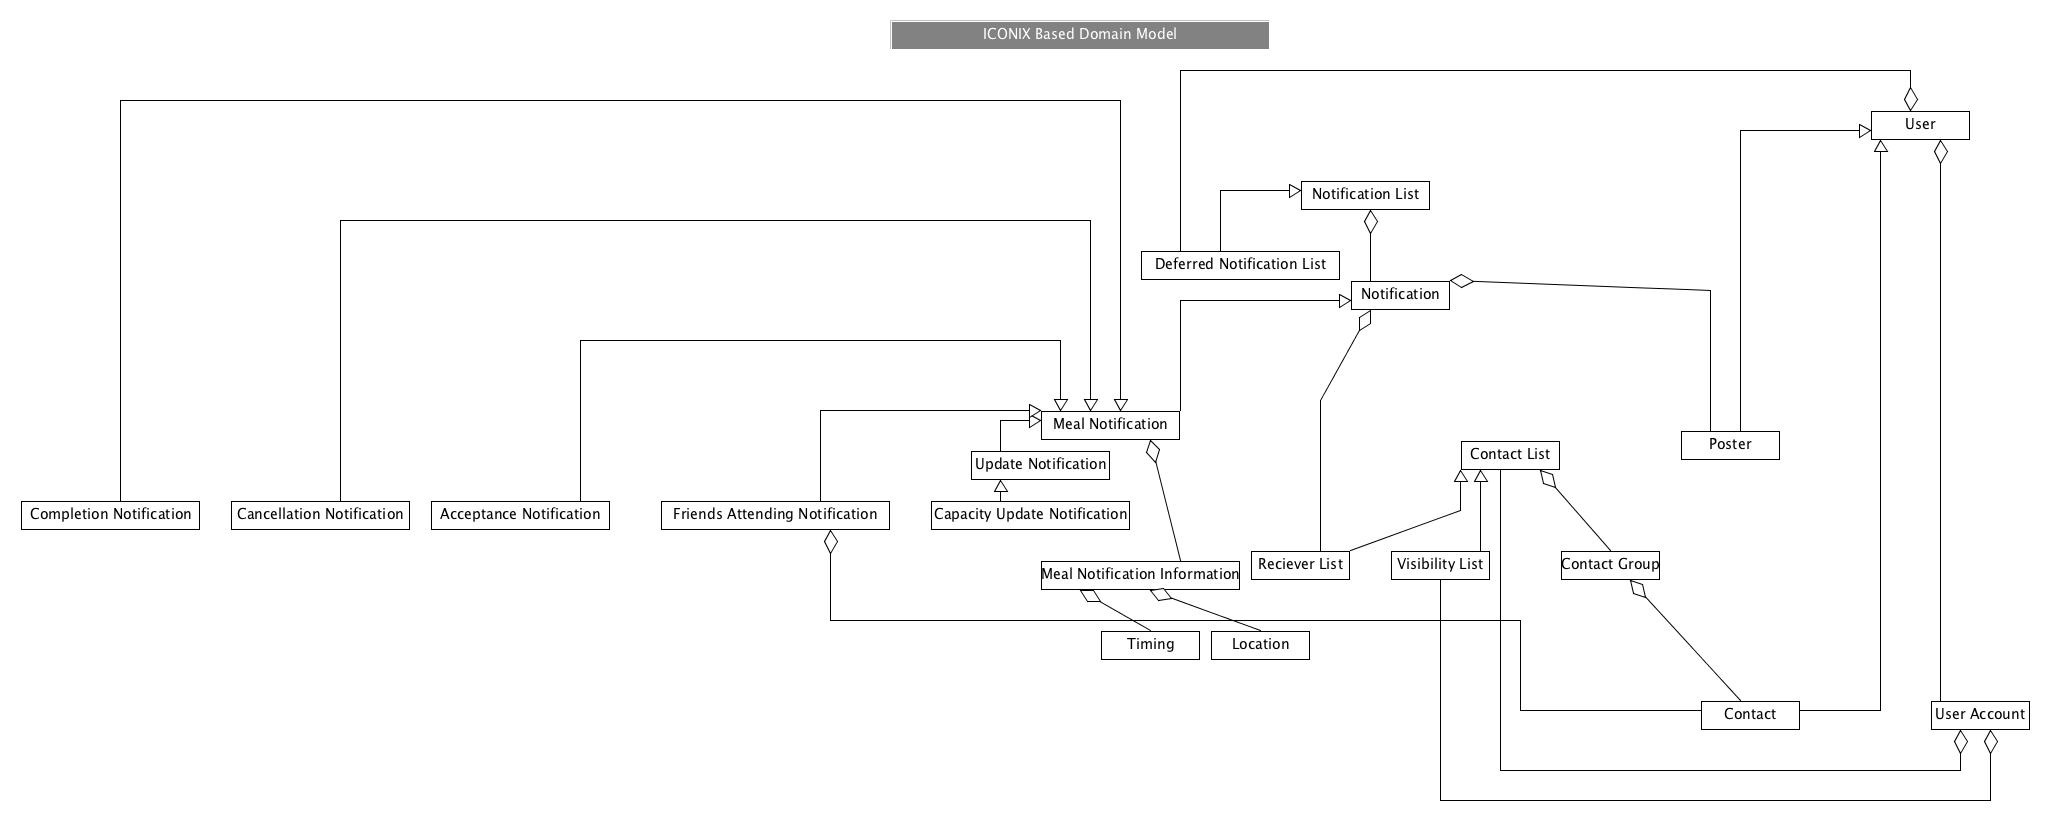 ICONIX Based Domain Model
User
Notification List
Deferred Notification List
Notification
Meal Notification
Poster
Contact List
Update Notification
Completion Notification
Cancellation Notification
Acceptance Notification
Friends Attending Notification
Capacity Update Notification
Meal Notification Information
Reciever List
Visibility List
Contact Group
Timing
Location
Contact
User Account